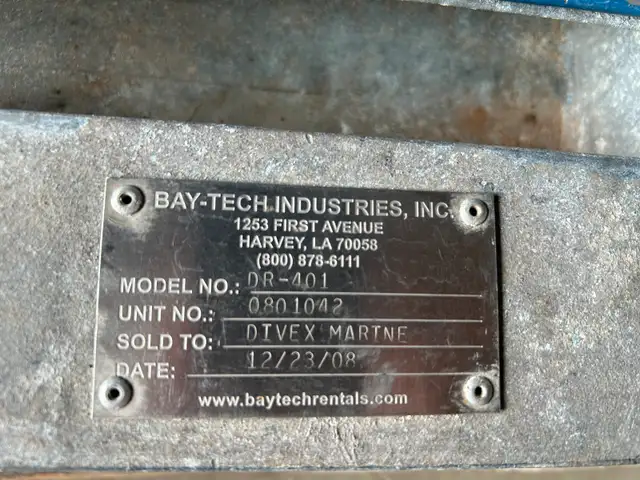 BAY-TECH INDUSTRIES, INC.
1253 FIRST AVENUE
HARVEY, LA 70058
(800) 878-6111
MODEL NO.: DR-401
UNIT NO.: 0801042
SOLD TO: DIVEX MARINE
DATE: 12/23/08
www.baytechrentals.com